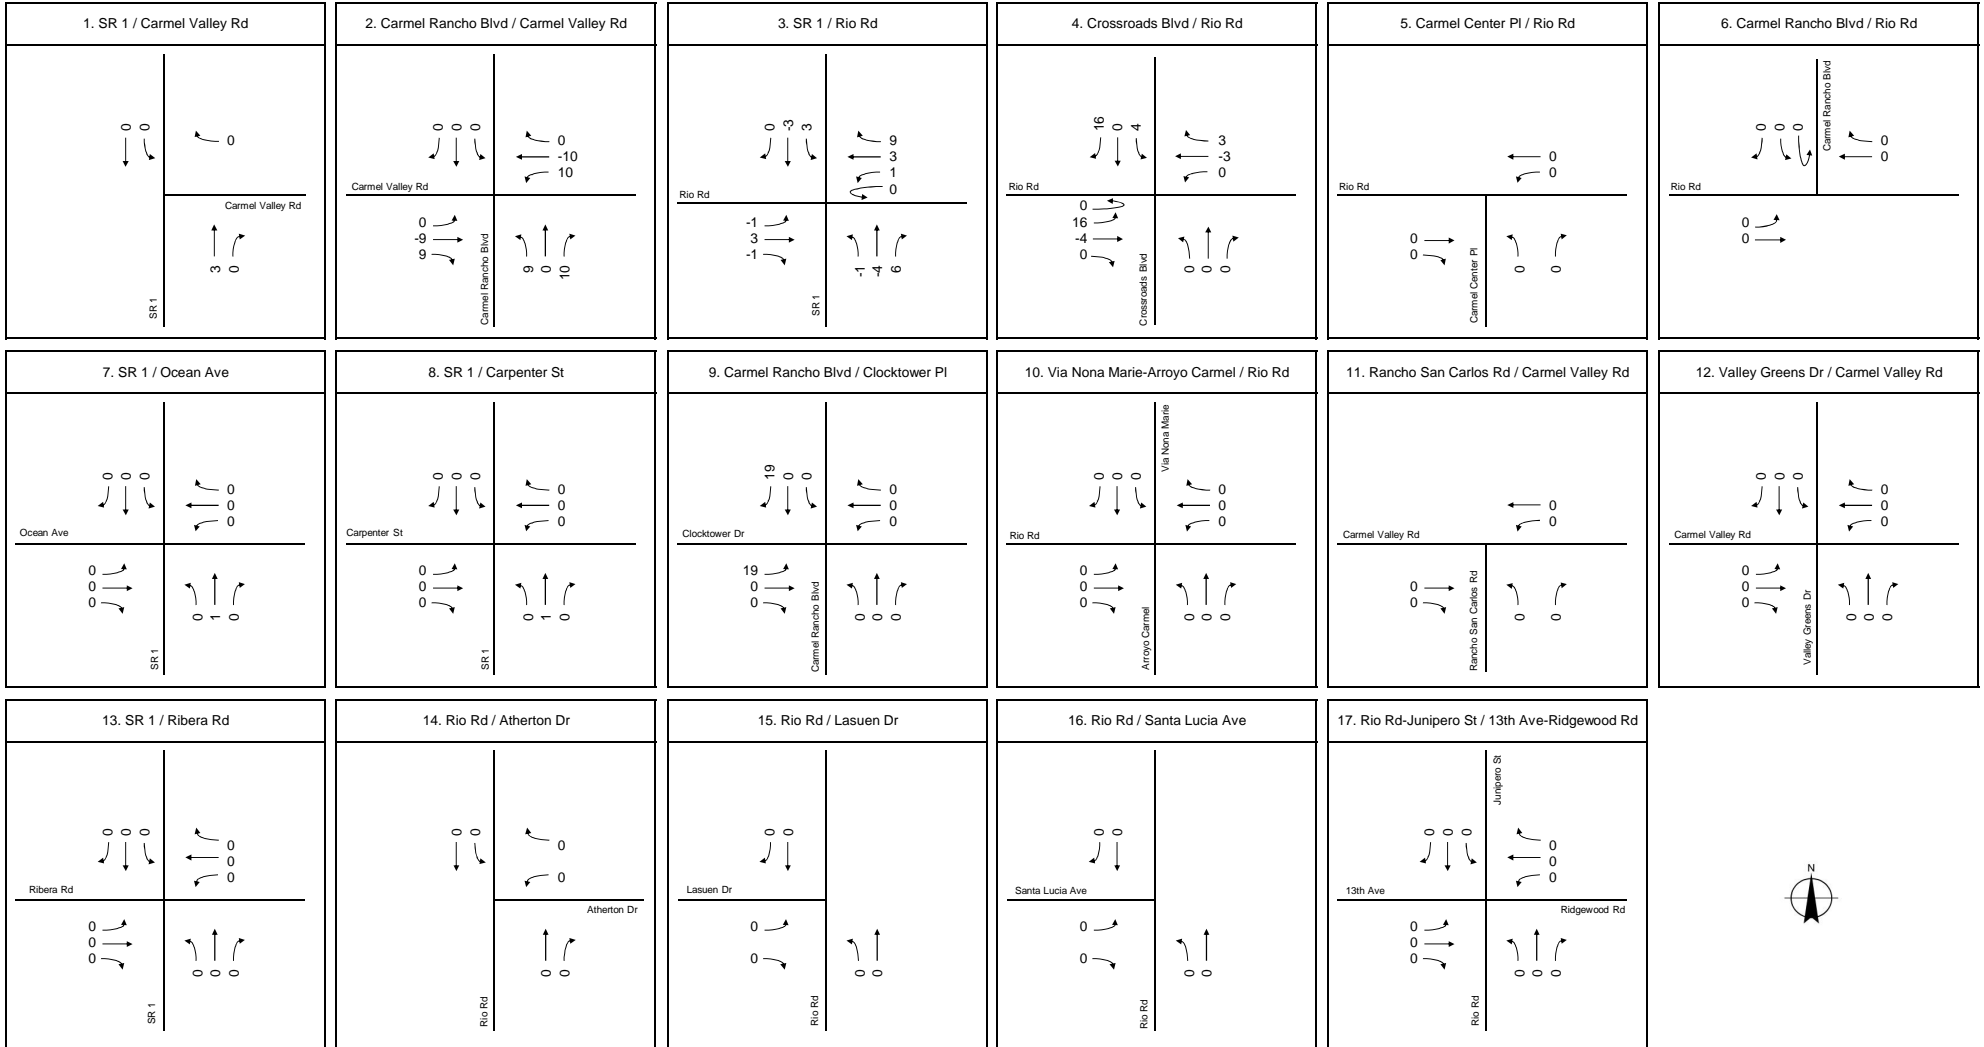 1. SR 1 / Carmel Valley Rd
0 0
0
Carmel Valley Rd
3 0
SR 1
2. Carmel Rancho Blvd / Carmel Valley Rd
0 0 0
0
-10
10
Carmel Valley Rd
0
-9
9
9 0 10
Carmel Rancho Blvd
3. SR 1 / Rio Rd
0 -3 3
9
3
1
0
Rio Rd
-1
3
-1
-1 -4 6
SR 1
4. Crossroads Blvd / Rio Rd
16 0 4
3
-3
0
Rio Rd
0
16
-4
0
0 0 0
Crossroads Blvd
5. Carmel Center Pl / Rio Rd
0
0
Rio Rd
0
0
0 0
Carmel Center Pl
6. Carmel Rancho Blvd / Rio Rd
Carmel Rancho Blvd
0 0 0
0
0
Rio Rd
0
0
7. SR 1 / Ocean Ave
0 0 0
0
0
0
Ocean Ave
0
0
0
0 1 0
SR 1
8. SR 1 / Carpenter St
0 0 0
0
0
0
Carpenter St
0
0
0
0 1 0
SR 1
9. Carmel Rancho Blvd / Clocktower Pl
19 0 0
0
0
0
Clocktower Dr
19
0
0
0 0 0
Carmel Rancho Blvd
10. Via Nona Marie-Arroyo Carmel / Rio Rd
Via Nona Marie
0 0 0
0
0
0
Rio Rd
0
0
0
0 0 0
Arroyo Carmel
11. Rancho San Carlos Rd / Carmel Valley Rd
0
0
Carmel Valley Rd
0
0
0 0
Rancho San Carlos Rd
12. Valley Greens Dr / Carmel Valley Rd
0 0 0
0
0
0
Carmel Valley Rd
0
0
0
0 0 0
Valley Greens Dr
13. SR 1 / Ribera Rd
0 0 0
0
0
0
Ribera Rd
0
0
0
0 0 0
SR 1
14. Rio Rd / Atherton Dr
0 0
0
0
Atherton Dr
0 0
Rio Rd
15. Rio Rd / Lasuen Dr
0 0
Lasuen Dr
0
0
0 0
Rio Rd
16. Rio Rd / Santa Lucia Ave
0 0
Santa Lucia Ave
0
0
0 0
Rio Rd
17. Rio Rd-Junipero St / 13th Ave-Ridgewood Rd
Junipero St
0 0 0
0
0
0
13th Ave
Ridgewood Rd
0
0
0
0 0 0
Rio Rd
N